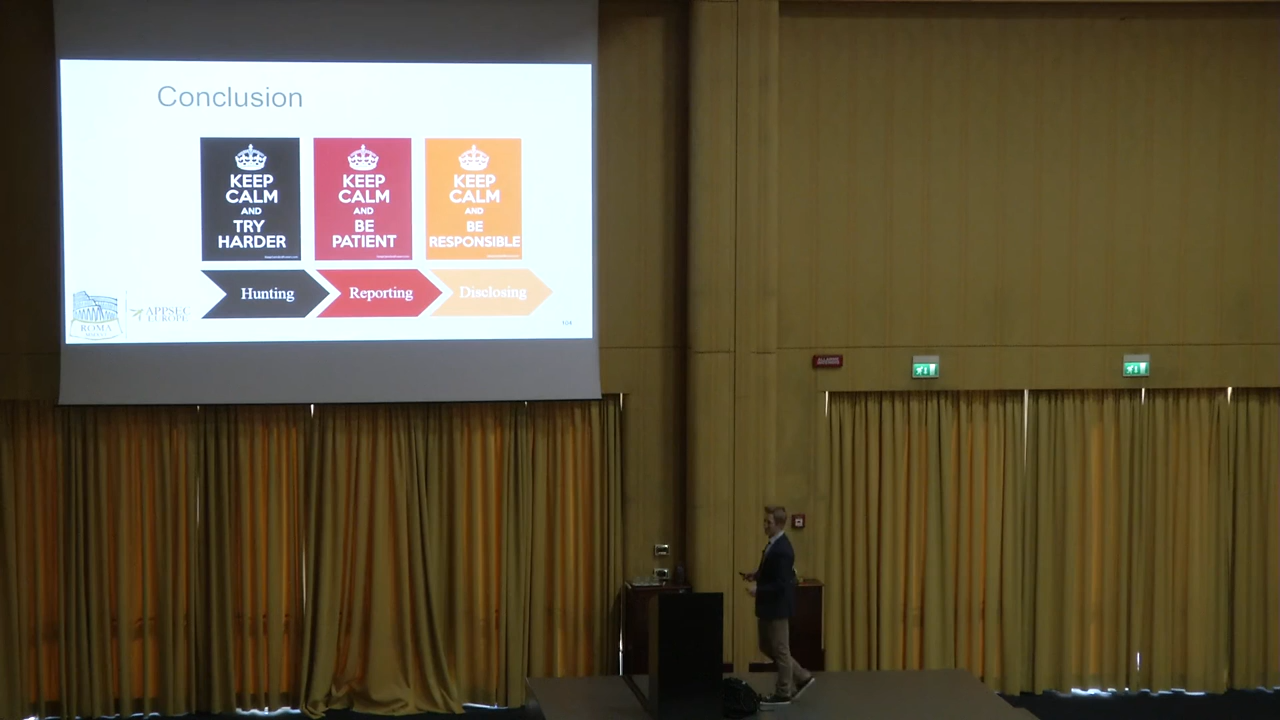 Conclusion
KEEP
CALM
AND
TRY
HARDER
KEEP
CALM
AND
BE
PATIENT
KEEP
CALM
AND
BE
RESPONSIBLE
Hunting
Reporting
Disclosing
ROMA
APPSEC
EUROPE
104